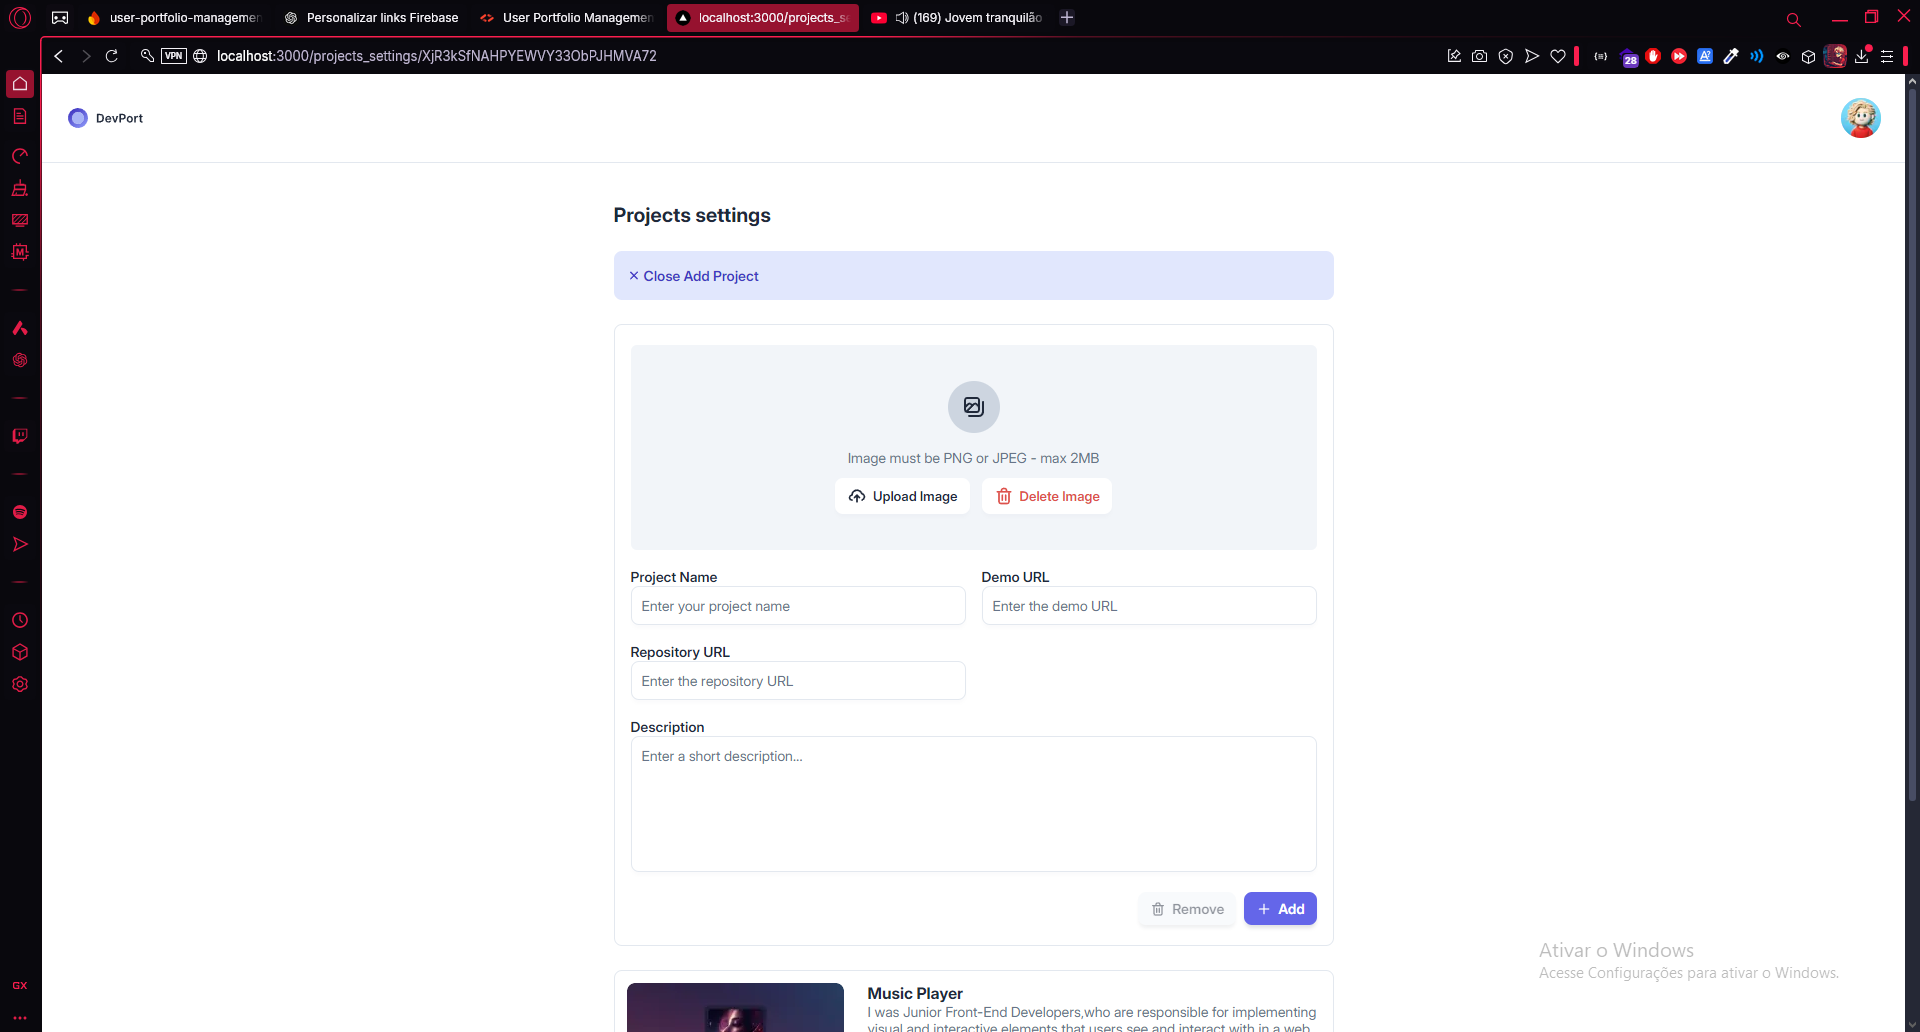 user-portfolio-managemen
Personalizar links Firebase
User Portfolio Managemen
localhost:3000/projects_se
(169) Jovem tranquilão
VPN
localhost:3000/projects_settings/XjR3kSfNAHPYEWVY33ObPJHMVA72
28
DevPort
Projects settings
× Close Add Project
Image must be PNG or JPEG - max 2MB
Upload Image
Delete Image
Project Name
Demo URL
Enter your project name
Enter the demo URL
Repository URL
Enter the repository URL
Description
Enter a short description...
Remove
+ Add
Ativar o Windows
Acesse Configurações para ativar o Windows.
GX
Music Player
I was Junior Front-End Developers,who are responsible for implementing
visual and interactive elements that users see and interact with in a web